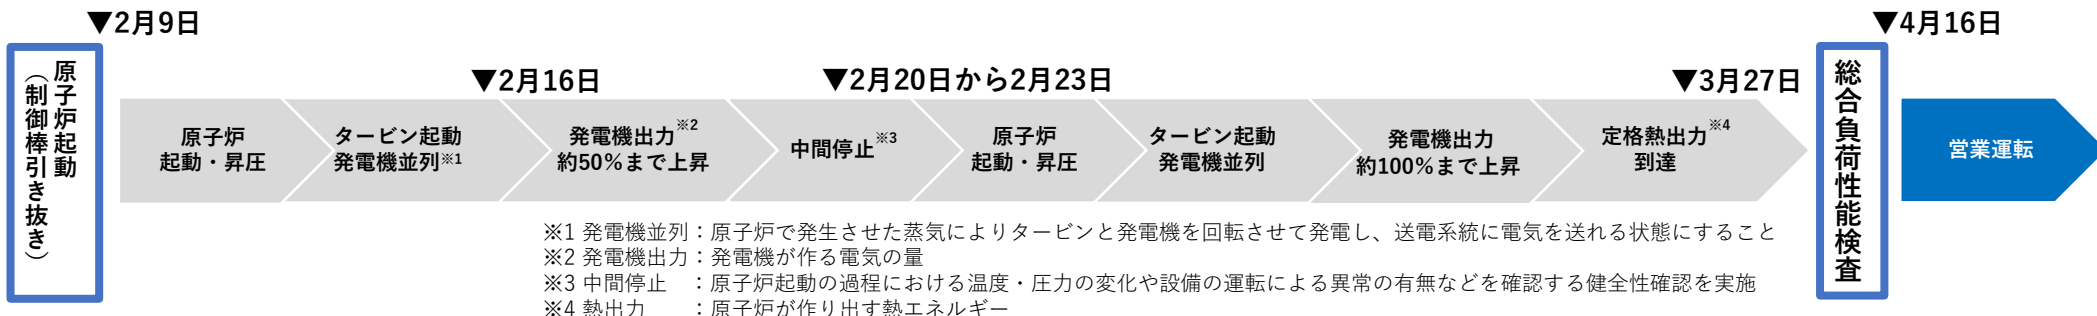 ▼2月9日
原子炉起動
（制御棒引き抜き）
原子炉
起動・昇圧
タービン起動
発電機並列※1
▼2月16日
発電機出力※2
約50％まで上昇
中間停止※3
▼2月20日から2月23日
原子炉
起動・昇圧
タービン起動
発電機並列
発電機出力
約100％まで上昇
▼3月27日
定格熱出力※4
到達
総合負荷性能検査
▼4月16日
営業運転
※1 発電機並列：原子炉で発生させた蒸気によりタービンと発電機を回転させて発電し、送電系統に電気を送れる状態にすること
※2 発電機出力：発電機が作る電気の量
※3 中間停止　：原子炉起動の過程における温度・圧力の変化や設備の運転による異常の有無などを確認する健全性確認を実施
※4 熱出力　　：原子炉が作り出す熱エネルギー